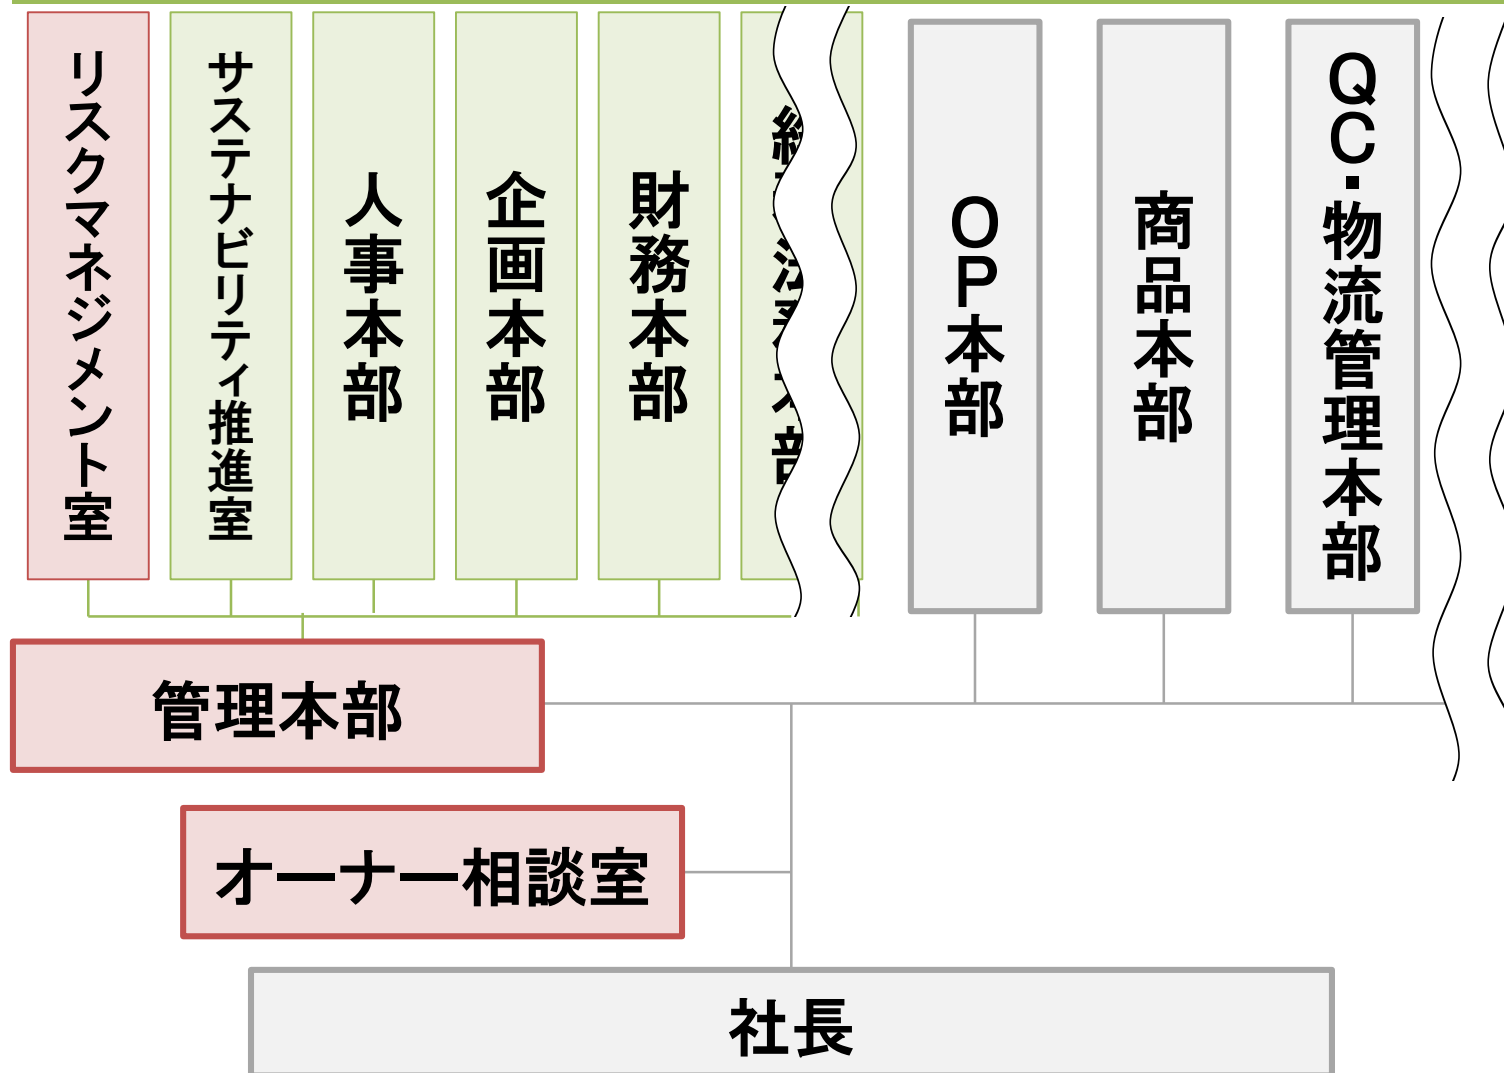 リスクマネジメント室
サステナビリティ推進室
人事本部
企画本部
財務本部
OP本部
商品本部
QC・物流管理本部
管理本部
オーナー相談室
社長